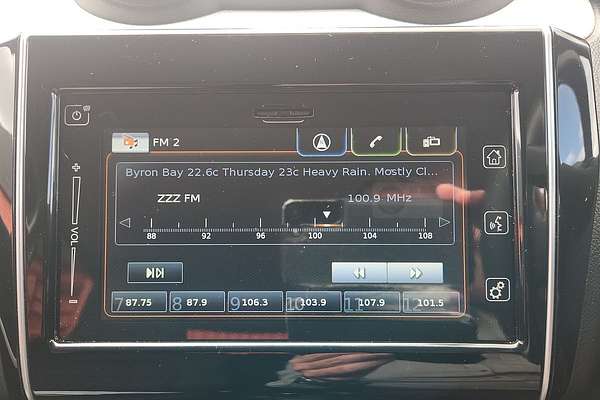 FM 2
Byron Bay 22.6c Thursday 23c Heavy Rain. Mostly Cl...
ZZZ FM 100.9 MHz
88 92 96 100 104 108
7 87.75 8 87.9 9 106.3 10 103.9 11 107.9 12 101.5
+ VOL −